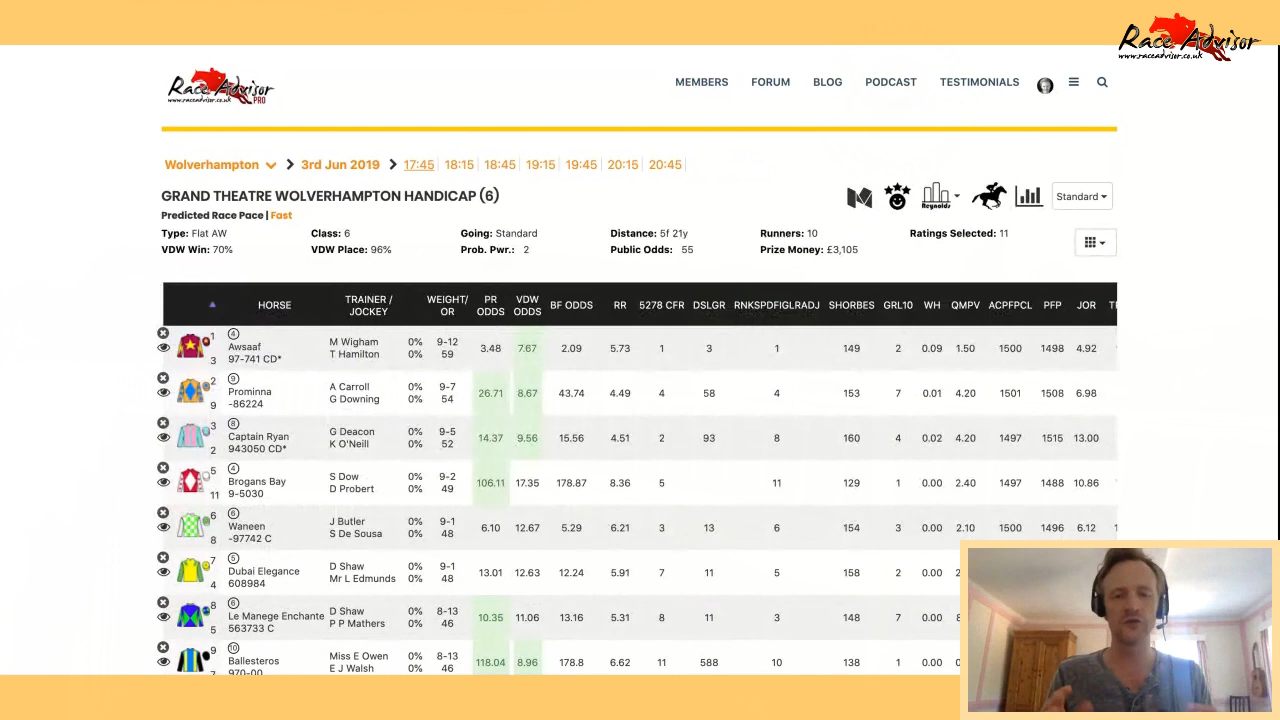 Race Advisor
www.raceadvisor.co.uk
Race Advisor
www.raceadvisor.co.uk PRO
MEMBERS FORUM BLOG PODCAST TESTIMONIALS
Wolverhampton 3rd Jun 2019 17:45 18:15 18:45 19:15 19:45 20:15 20:45
GRAND THEATRE WOLVERHAMPTON HANDICAP (6)
Reynolds Standard
Predicted Race Pace | Fast
Type: Flat AW Class: 6 Going: Standard Distance: 5f 21y Runners: 10 Ratings Selected: 11
VDW Win: 70% VDW Place: 96% Prob. Pwr.: 2 Public Odds: 55 Prize Money: £3,105
HORSE TRAINER / JOCKEY WEIGHT/ OR PR ODDS VDW ODDS BF ODDS RR 5278 CFR DSLGR RNKSPDFIGLRADJ SHORBES GRL10 WH QMPV ACPFPCL PFP JOR
1 4
Awsaaf M Wigham 0% 9-12 3.48 7.67 2.09 5.73 1 3 1 149 2 0.09 1.50 1500 1498 4.92
3 97-741 CD* T Hamilton 0% 59
2 9
Prominna A Carroll 0% 9-7 26.71 8.67 43.74 4.49 4 58 4 153 7 0.01 4.20 1501 1508 6.98
9 -86224 G Downing 0% 54
3 8
Captain Ryan G Deacon 0% 9-5 14.37 9.56 15.56 4.51 2 93 8 160 4 0.02 4.20 1497 1515 13.00
2 943050 CD* K O'Neill 0% 52
5 4
Brogans Bay S Dow 0% 9-2 106.11 17.35 178.87 8.36 5 11 129 1 0.00 2.40 1497 1488 10.86
11 9-5030 D Probert 0% 49
6 6
Waneen J Butler 0% 9-1 6.10 12.67 5.29 6.21 3 13 6 154 3 0.00 2.10 1500 1496 6.12
8 -97742 C S De Sousa 0% 48
7 5
Dubai Elegance D Shaw 0% 9-1 13.01 12.63 12.24 5.91 7 11 5 158 2 0.00
4 608984 Mr L Edmunds 0% 48
8 6
Le Manege Enchante D Shaw 0% 8-13 10.35 11.06 13.16 5.31 8 11 3 148 7 0.00
5 563733 C P P Mathers 0% 46
9 10
Ballesteros Miss E Owen 0% 8-13 118.04 8.96 178.8 6.62 11 588 10 138 1 0.00
970-00 E J Walsh 0% 46